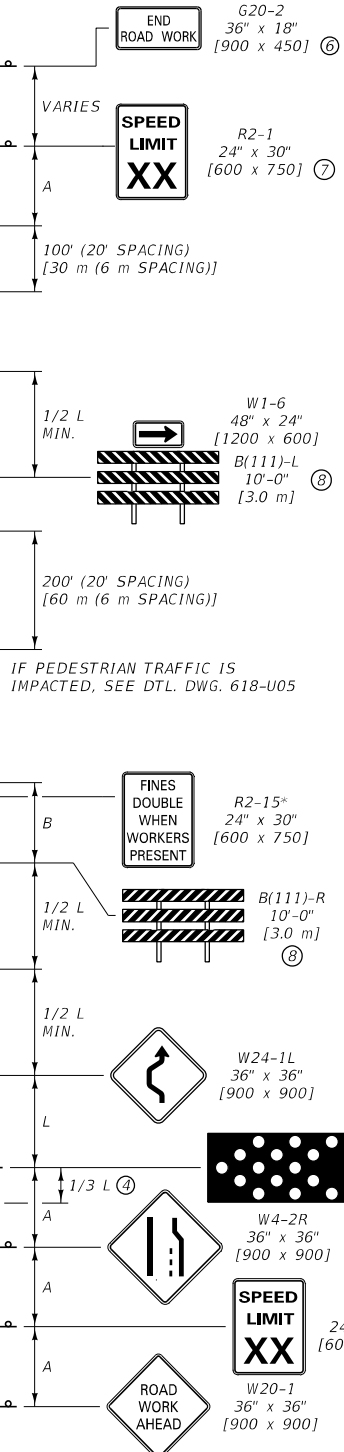 END
ROAD WORK
G20-2
36" x 18"
[900 x 450] ⑥
VARIES
SPEED
LIMIT
XX
R2-1
24" x 30"
[600 x 750] ⑦
A
100' (20' SPACING)
[30 m (6 m SPACING)]
1/2 L
MIN.
W1-6
48" x 24"
[1200 x 600]
B(111)-L
10'-0"
[3.0 m]
⑧
200' (20' SPACING)
[60 m (6 m SPACING)]
IF PEDESTRIAN TRAFFIC IS
IMPACTED, SEE DTL. DWG. 618-U05
B
FINES
DOUBLE
WHEN
WORKERS
PRESENT
R2-15*
24" x 30"
[600 x 750]
1/2 L
MIN.
B(111)-R
10'-0"
[3.0 m]
⑧
1/2 L
MIN.
W24-1L
36" x 36"
[900 x 900]
L
1/3 L ④
A
W4-2R
36" x 36"
[900 x 900]
A
SPEED
LIMIT
XX
24
[60
A
ROAD
WORK
AHEAD
W20-1
36" x 36"
[900 x 900]